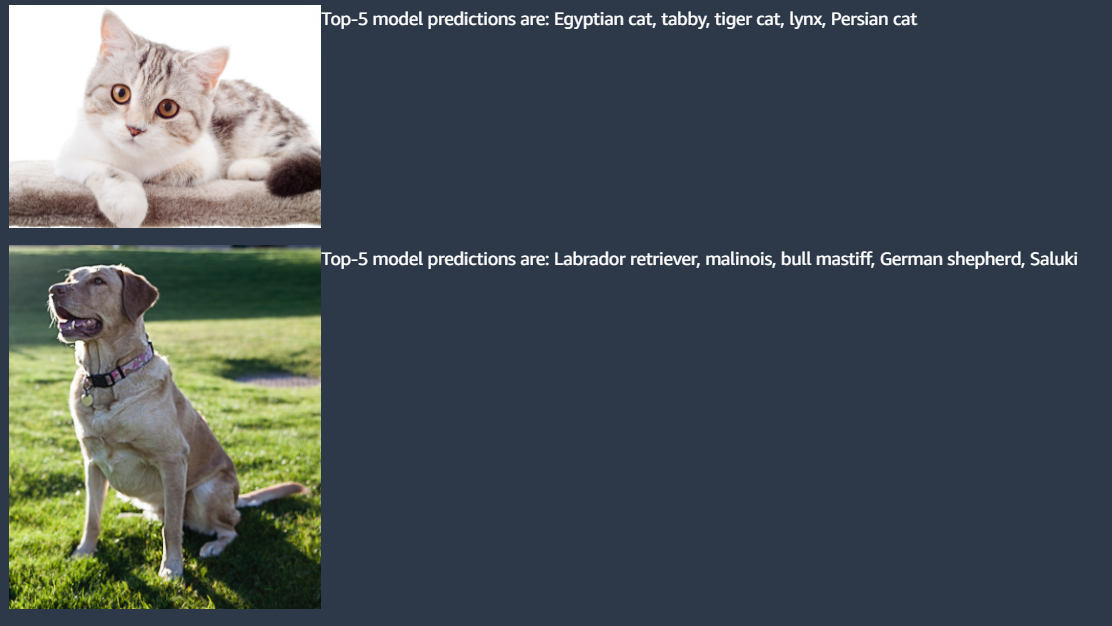 Top-5 model predictions are: Egyptian cat, tabby, tiger cat, lynx, Persian cat
Top-5 model predictions are: Labrador retriever, malinois, bull mastiff, German shepherd, Saluki